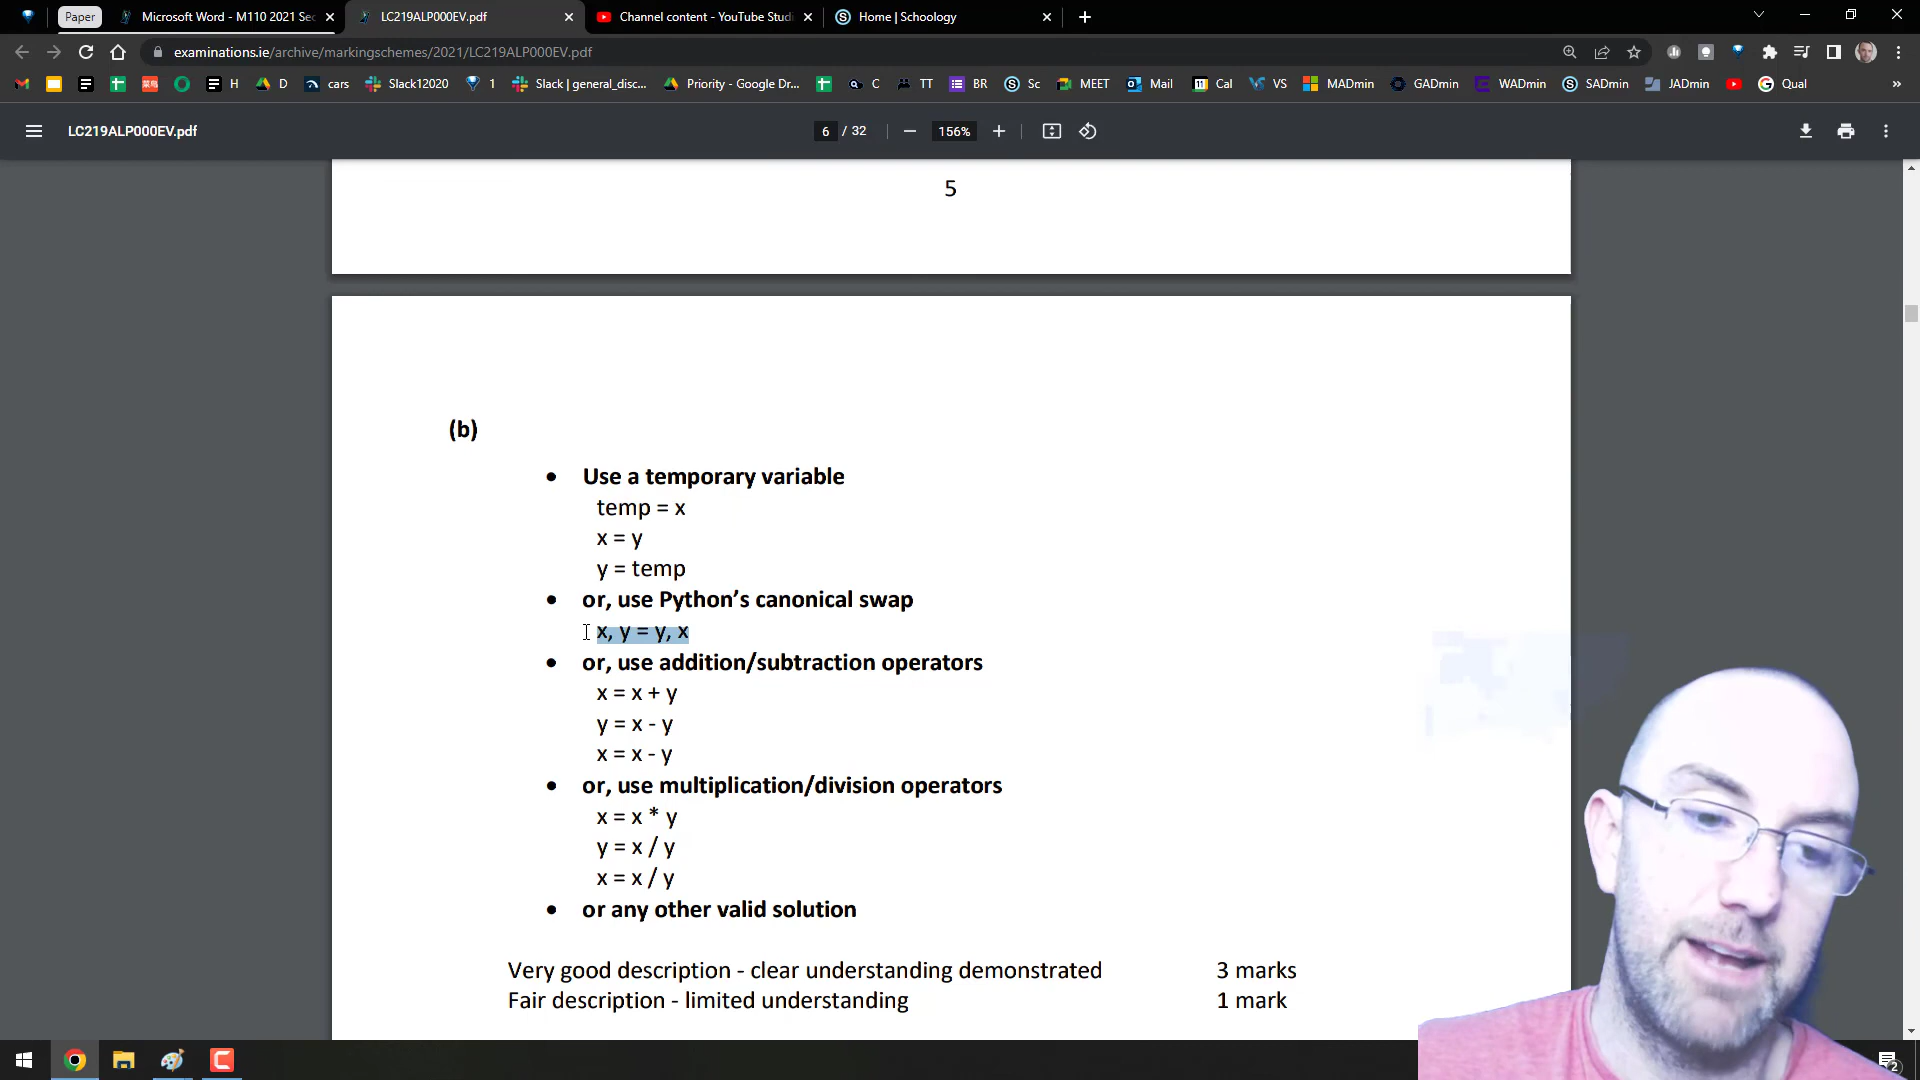 Paper
Microsoft Word - M110 2021 Sec
LC219ALP000EV.pdf
Channel content - YouTube Studi
Home | Schoology
examinations.ie/archive/markingschemes/2021/LC219ALP000EV.pdf
H
D
cars
Slack12020
1
Slack | general_disc...
Priority - Google Dr...
C
TT
BR
Sc
MEET
Mail
Cal
VS
MAdmin
GAdmin
WAdmin
SAdmin
JAdmin
Qual
»
LC219ALP000EV.pdf
6 / 32
156%
5
(b)
• Use a temporary variable
temp = x
x = y
y = temp
• or, use Python’s canonical swap
x, y = y, x
• or, use addition/subtraction operators
x = x + y
y = x - y
x = x - y
• or, use multiplication/division operators
x = x * y
y = x / y
x = x / y
• or any other valid solution
Very good description - clear understanding demonstrated 3 marks
Fair description - limited understanding 1 mark
2